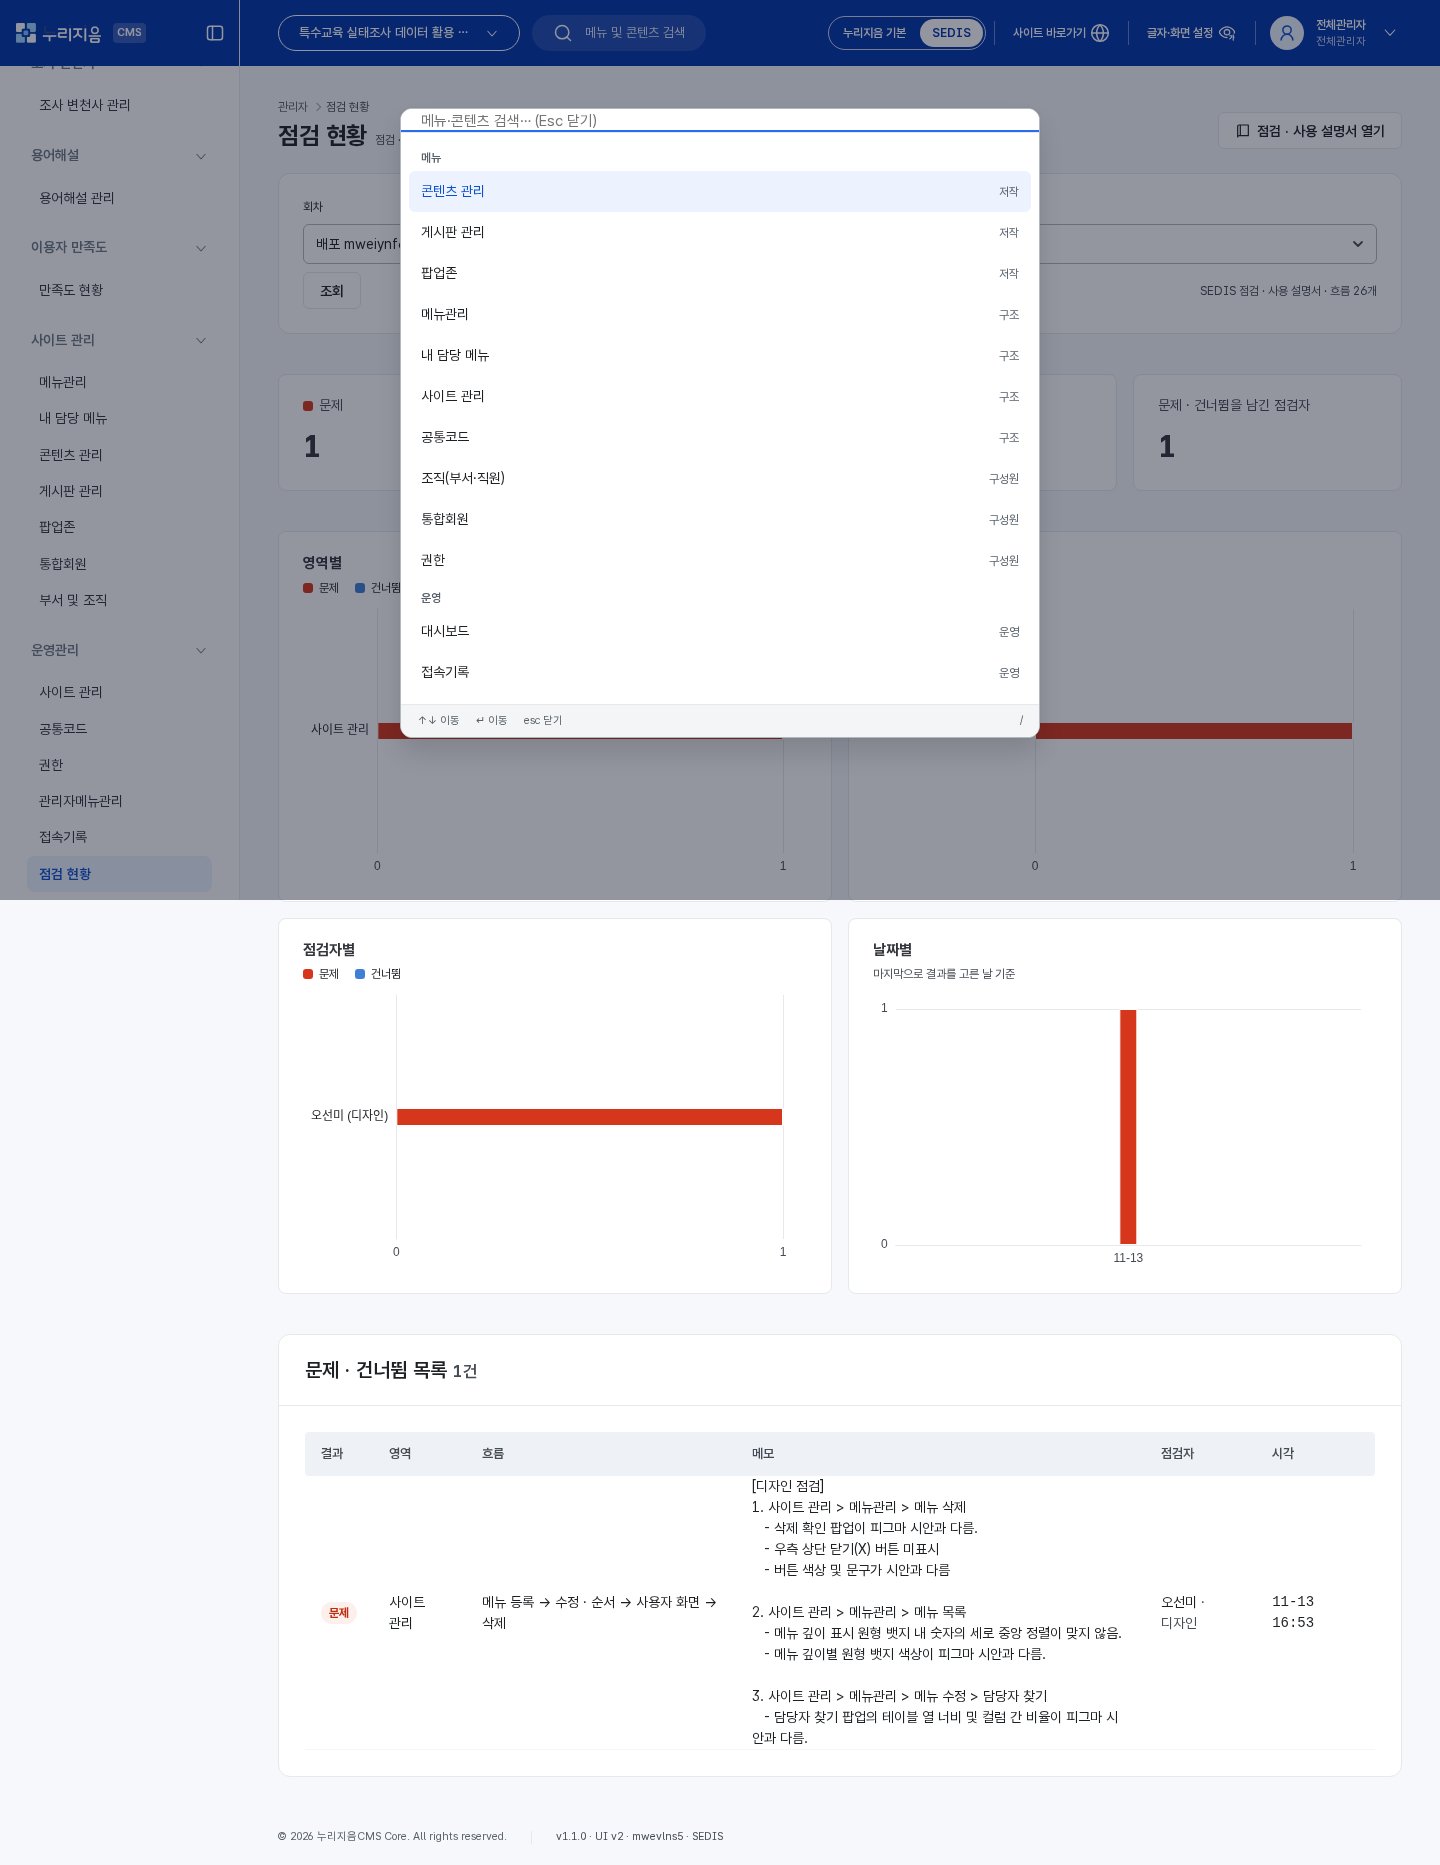 누리지음 CMS
특수교육 실태조사 데이터 활용 ···
메뉴 및 콘텐츠 검색
누리지음 기본
SEDIS
사이트 바로가기
글자·화면 설정
전체관리자
전체관리자
조사 변천사 관리
용어해설
용어해설 관리
이용자 만족도
만족도 현황
사이트 관리
메뉴관리
내 담당 메뉴
콘텐츠 관리
게시판 관리
팝업존
통합회원
부서 및 조직
운영관리
사이트 관리
공통코드
권한
관리자메뉴관리
접속기록
점검 현황
관리자 > 점검 현황
점검 현황 점검 ·
점검 · 사용 설명서 열기
회차
배포 mweiynf
조회
SEDIS 점검 · 사용 설명서 · 흐름 26개
메뉴·콘텐츠 검색··· (Esc 닫기)
메뉴
콘텐츠 관리 저작
게시판 관리 저작
팝업존 저작
메뉴관리 구조
내 담당 메뉴 구조
사이트 관리 구조
공통코드 구조
조직(부서·직원) 구성원
통합회원 구성원
권한 구성원
운영
대시보드 운영
접속기록 운영
↑↓ 이동 ↵ 이동 esc 닫기 /
문제
1
문제 · 건너뜀을 남긴 점검자
1
영역별
문제 건너뜀
사이트 관리
0 1
0 1
점검자별
문제 건너뜀
오선미 (디자인)
0 1
날짜별
마지막으로 결과를 고른 날 기준
1
0
11-13
문제 · 건너뜀 목록 1건
결과 영역 흐름 메모 점검자 시각
문제
사이트
관리
메뉴 등록 → 수정 · 순서 → 사용자 화면 →
삭제
[디자인 점검]
1. 사이트 관리 > 메뉴관리 > 메뉴 삭제
- 삭제 확인 팝업이 피그마 시안과 다름.
- 우측 상단 닫기(X) 버튼 미표시
- 버튼 색상 및 문구가 시안과 다름
2. 사이트 관리 > 메뉴관리 > 메뉴 목록
- 메뉴 깊이 표시 원형 뱃지 내 숫자의 세로 중앙 정렬이 맞지 않음.
- 메뉴 깊이별 원형 뱃지 색상이 피그마 시안과 다름.
3. 사이트 관리 > 메뉴관리 > 메뉴 수정 > 담당자 찾기
- 담당자 찾기 팝업의 테이블 열 너비 및 컬럼 간 비율이 피그마 시
안과 다름.
오선미 ·
디자인
11-13
16:53
© 2026 누리지음CMS Core. All rights reserved.
v1.1.0 · UI v2 · mwevlns5 · SEDIS